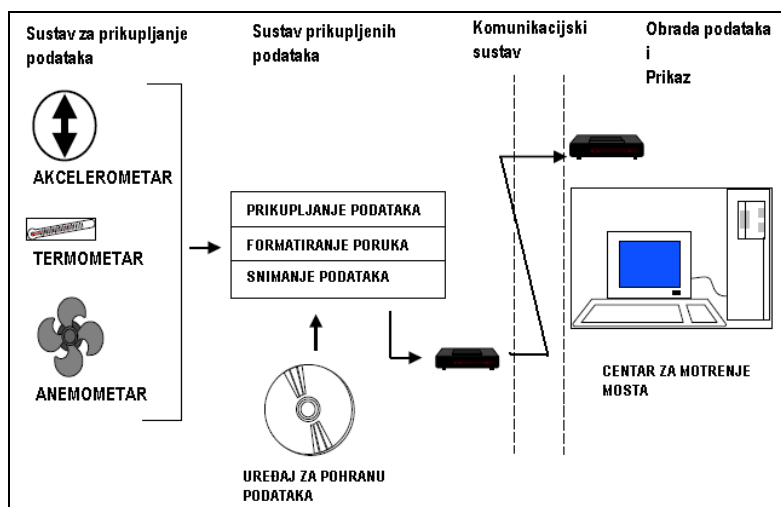 Sustav za prikupljanje
podataka
Sustav prikupljenih
podataka
Komunikacijski
sustav
Obrada podataka
i
Prikaz
AKCELEROMETAR
TERMOMETAR
ANEMOMETAR
PRIKUPLJANJE PODATAKA
FORMATIRANJE PORUKA
SNIMANJE PODATAKA
UREĐAJ ZA POHRANU
PODATAKA
CENTAR ZA MOTRENJE
MOSTA